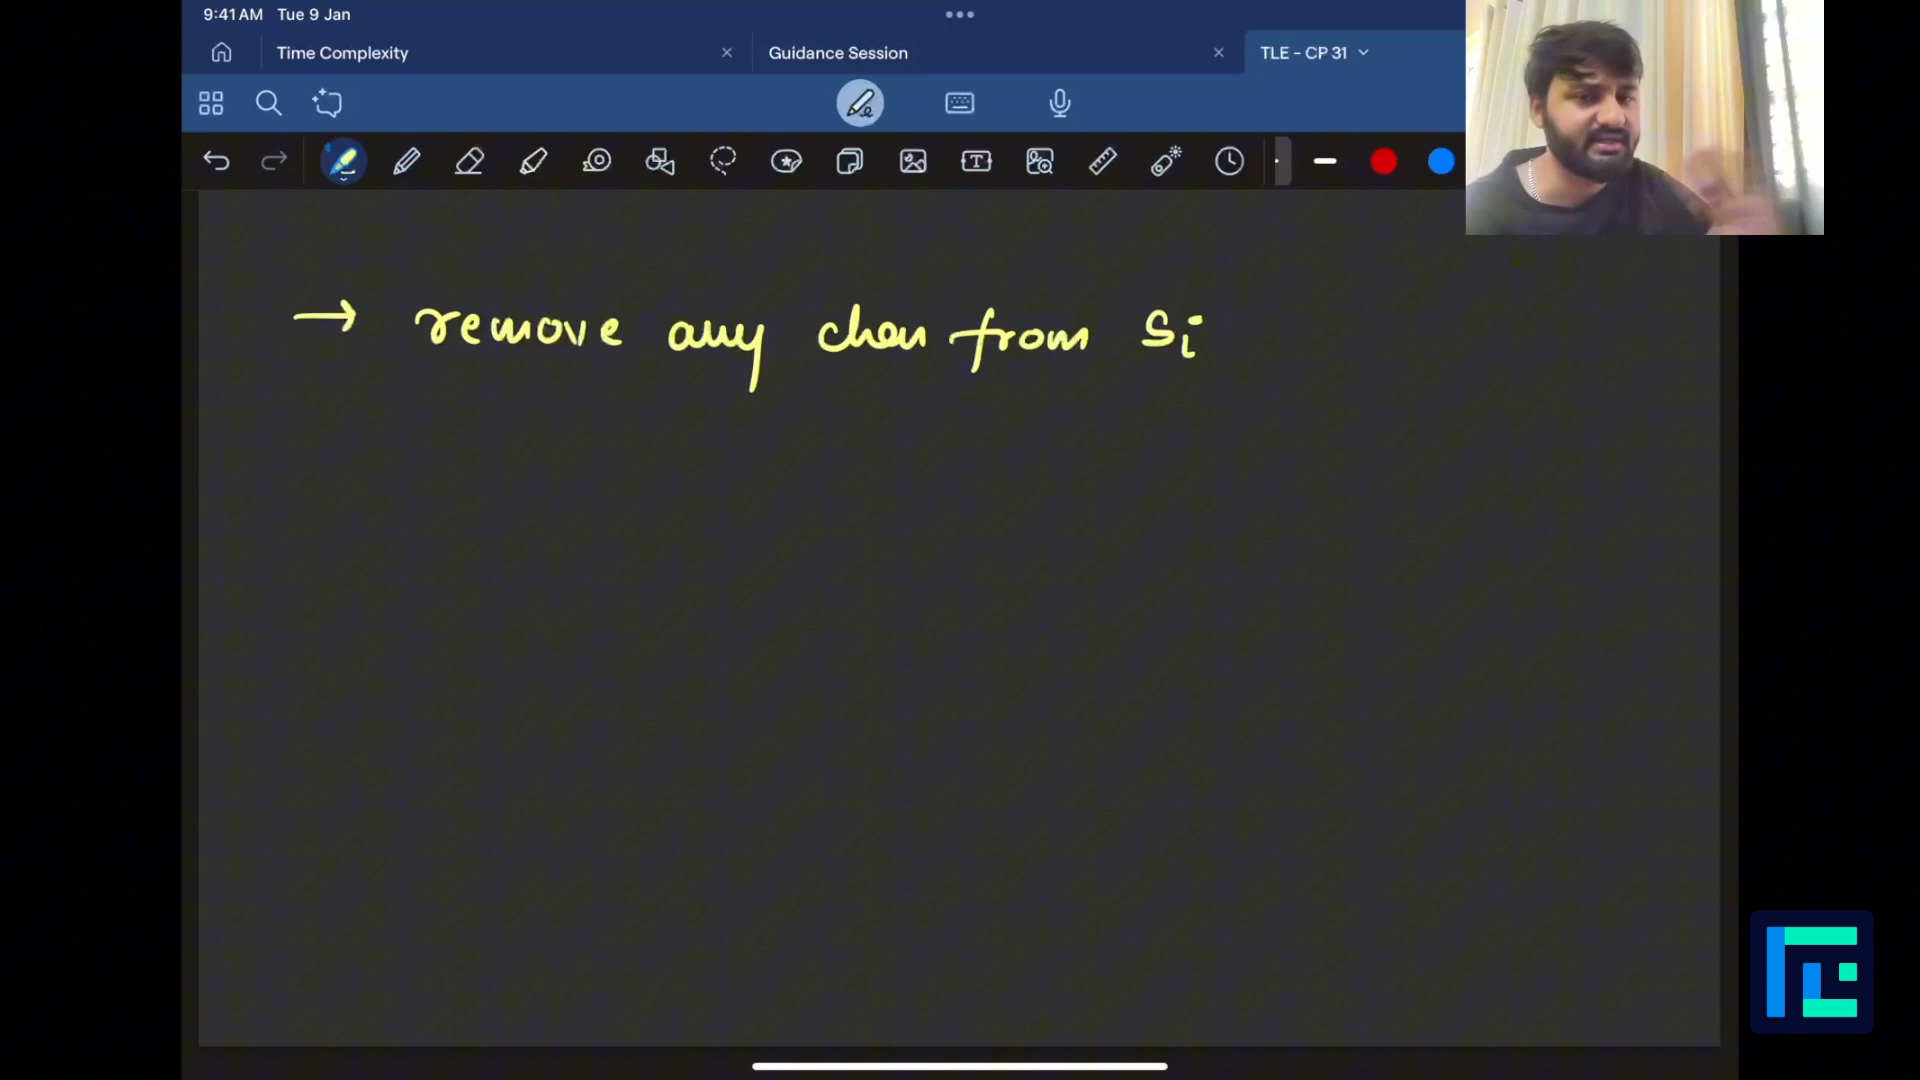 9:41 AM Tue 9 Jan
Time Complexity
Guidance Session
TLE - CP 31
→ remove any char from Si